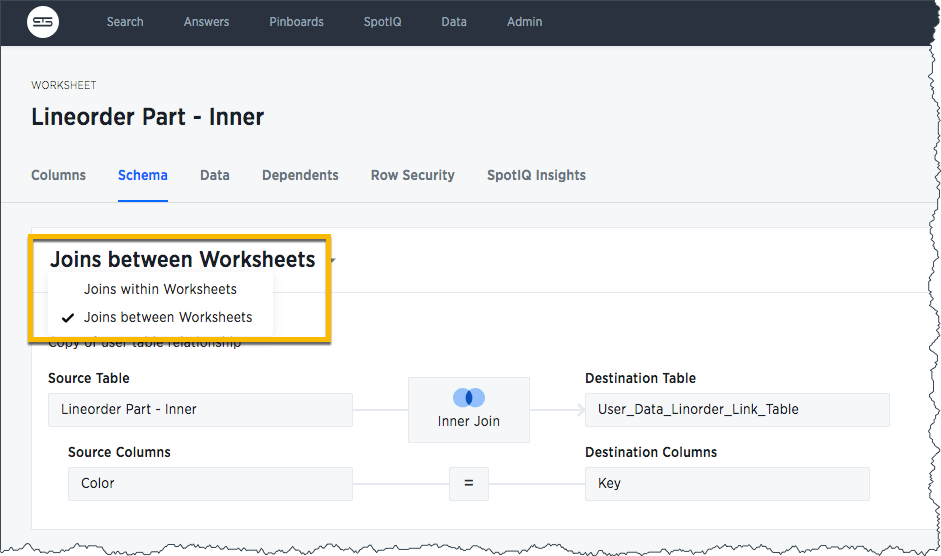 Search Answers Pinboards SpotIQ Data Admin
WORKSHEET
Lineorder Part - Inner
Columns Schema Data Dependents Row Security SpotIQ Insights
Joins between Worksheets
Joins within Worksheets
Joins between Worksheets
Copy of user table relationship
Source Table Destination Table
Lineorder Part - Inner Inner Join User_Data_Linorder_Link_Table
Source Columns Destination Columns
Color = Key